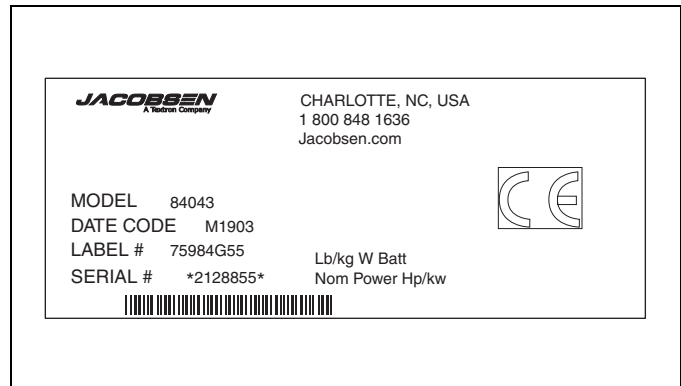 JACOBSEN
A Textron Company
CHARLOTTE, NC, USA
1 800 848 1636
Jacobsen.com
CE
MODEL 84043
DATE CODE M1903
LABEL # 75984G55
SERIAL # *2128855*
Lb/kg W Batt
Nom Power Hp/kw